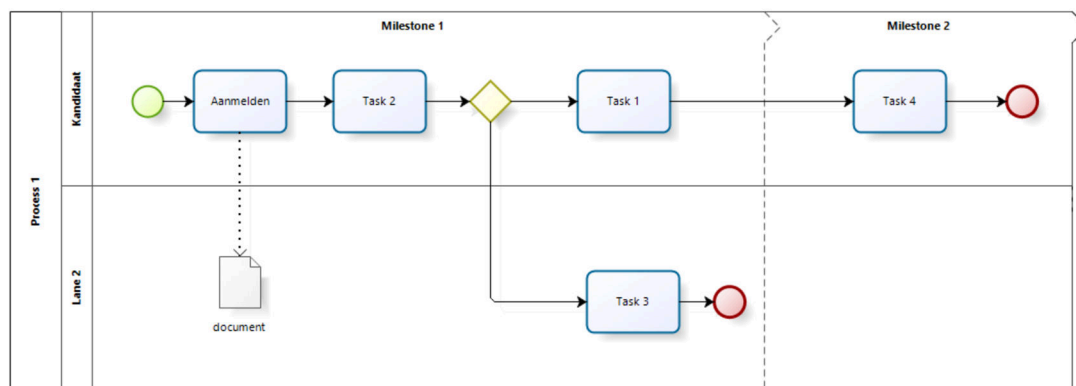 Milestone 1
Milestone 2
Process 1
Kandidaat
Aanmelden
Task 2
Task 1
Task 4
Lane 2
document
Task 3